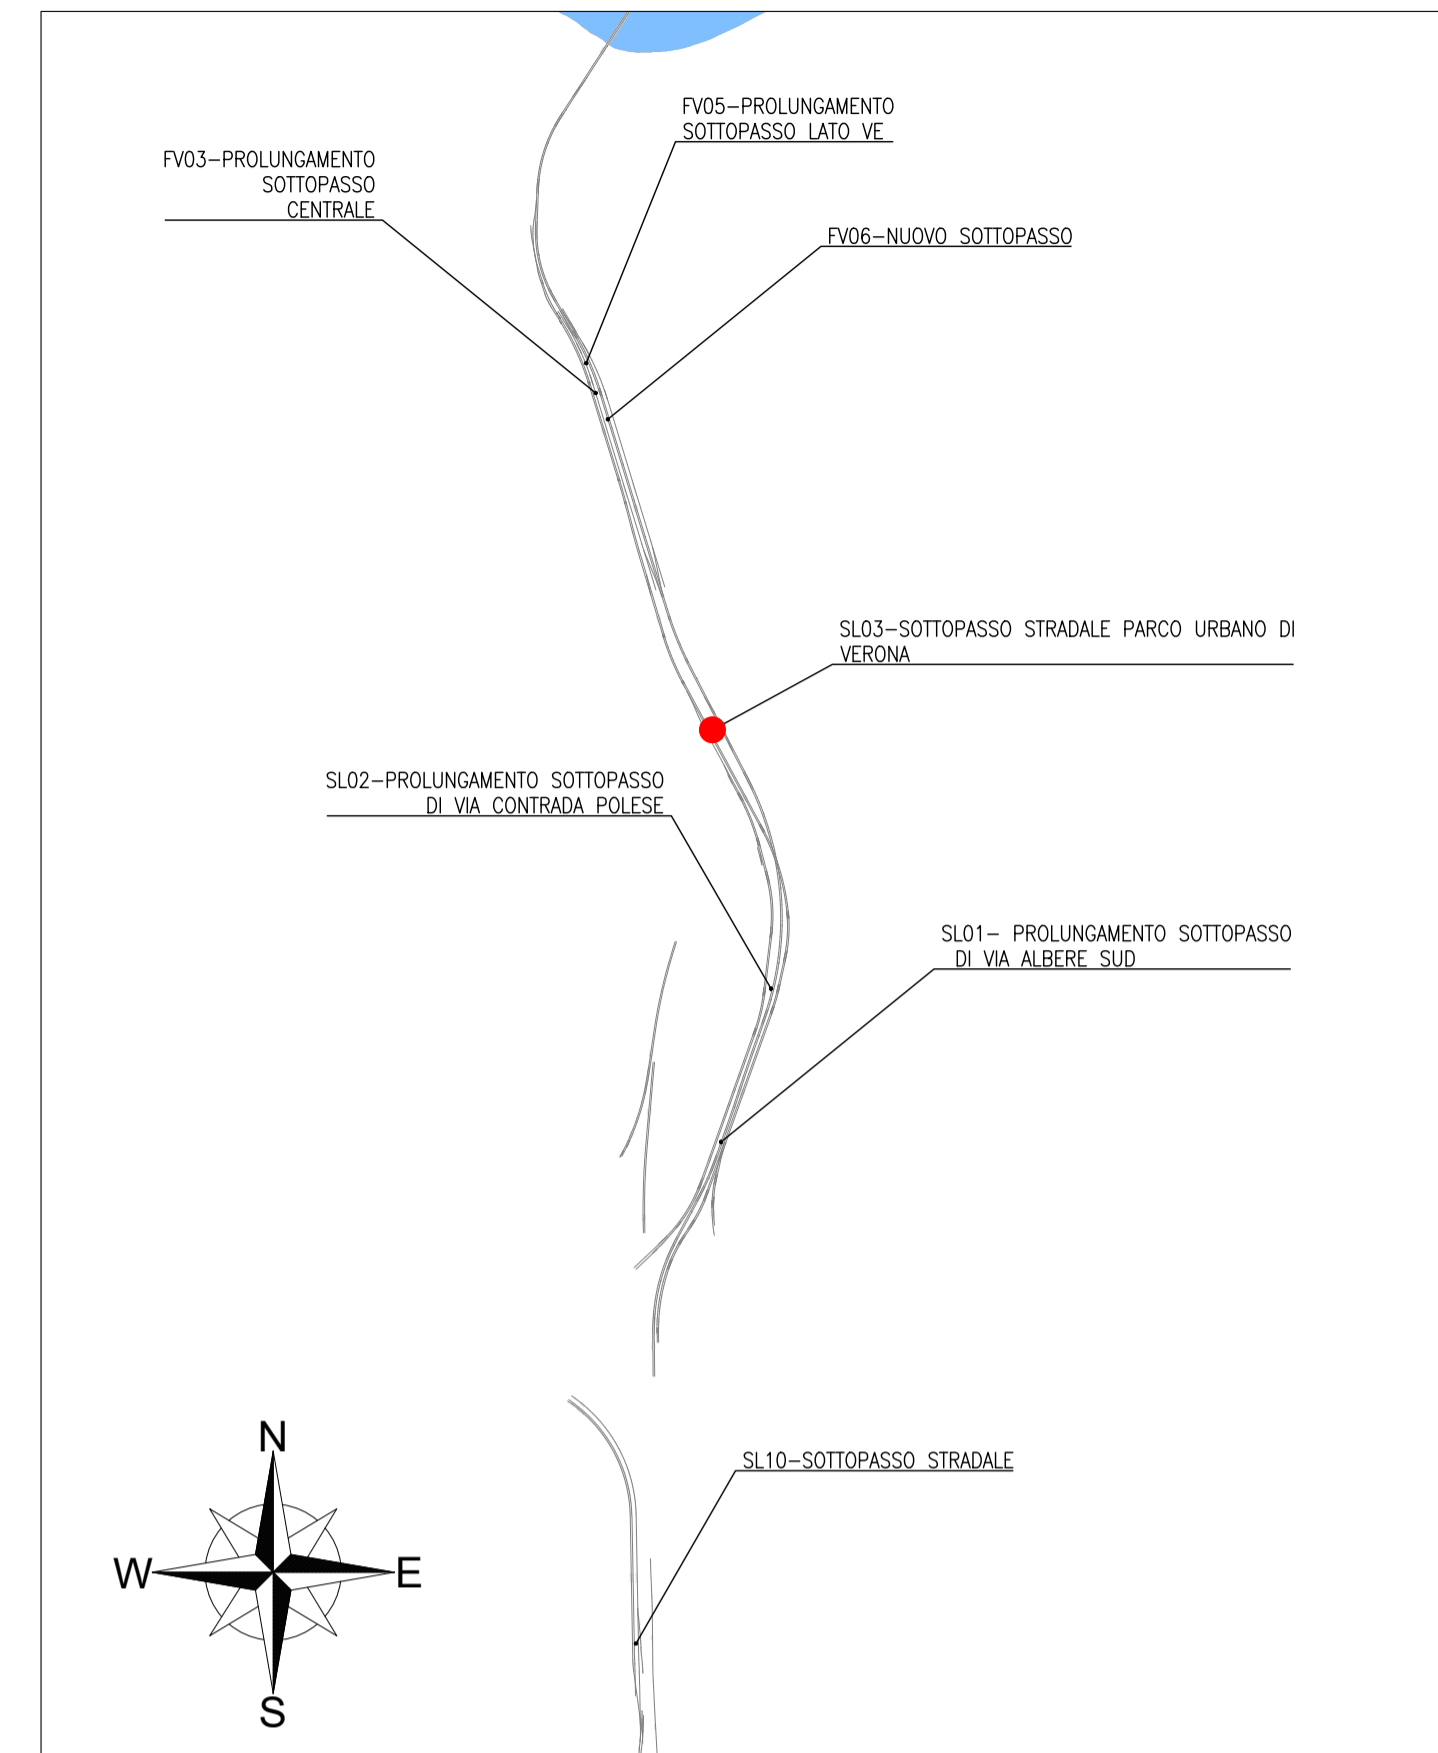 FV05-PROLUNGAMENTO
SOTTOPASSO LATO VE
FV03-PROLUNGAMENTO
SOTTOPASSO
CENTRALE
FV06-NUOVO SOTTOPASSO
SL03-SOTTOPASSO STRADALE PARCO URBANO DI
VERONA
SL02-PROLUNGAMENTO SOTTOPASSO
DI VIA CONTRADA POLESE
SL01- PROLUNGAMENTO SOTTOPASSO
DI VIA ALBERE SUD
SL10-SOTTOPASSO STRADALE
N
W
E
S